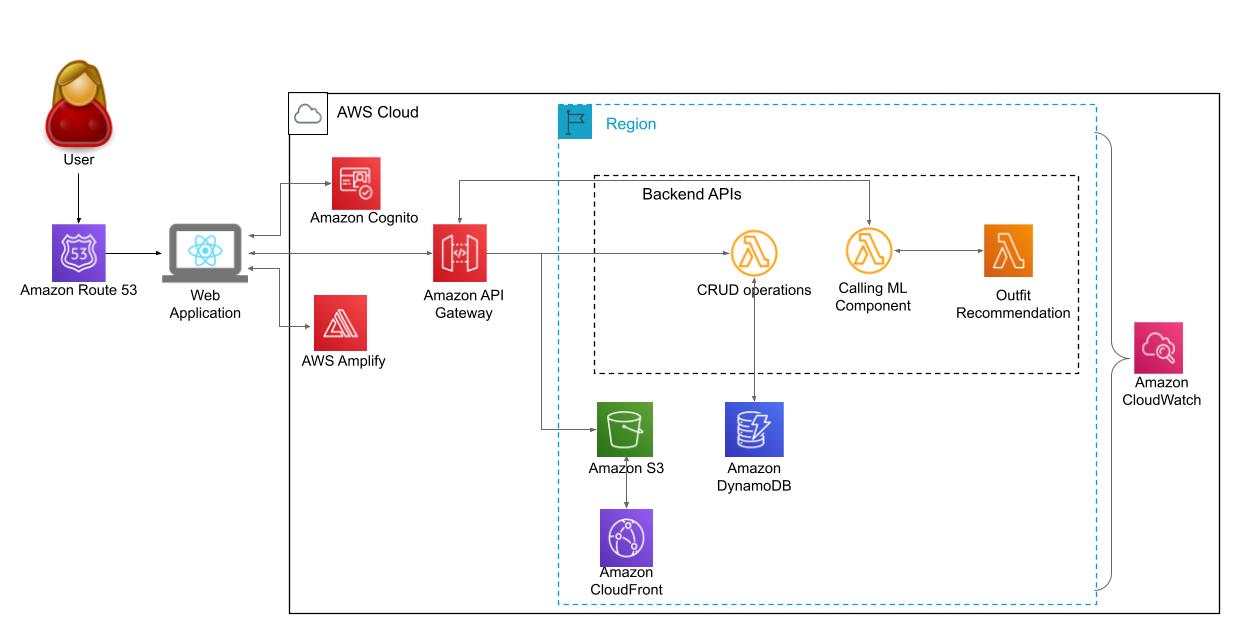 AWS Cloud
Region
User
Amazon Cognito
Backend APIs
53
Amazon Route 53
Web
Application
Amazon API
Gateway
CRUD operations
Calling ML
Component
Outfit
Recommendation
AWS Amplify
Amazon
CloudWatch
Amazon S3
Amazon
DynamoDB
Amazon
CloudFront